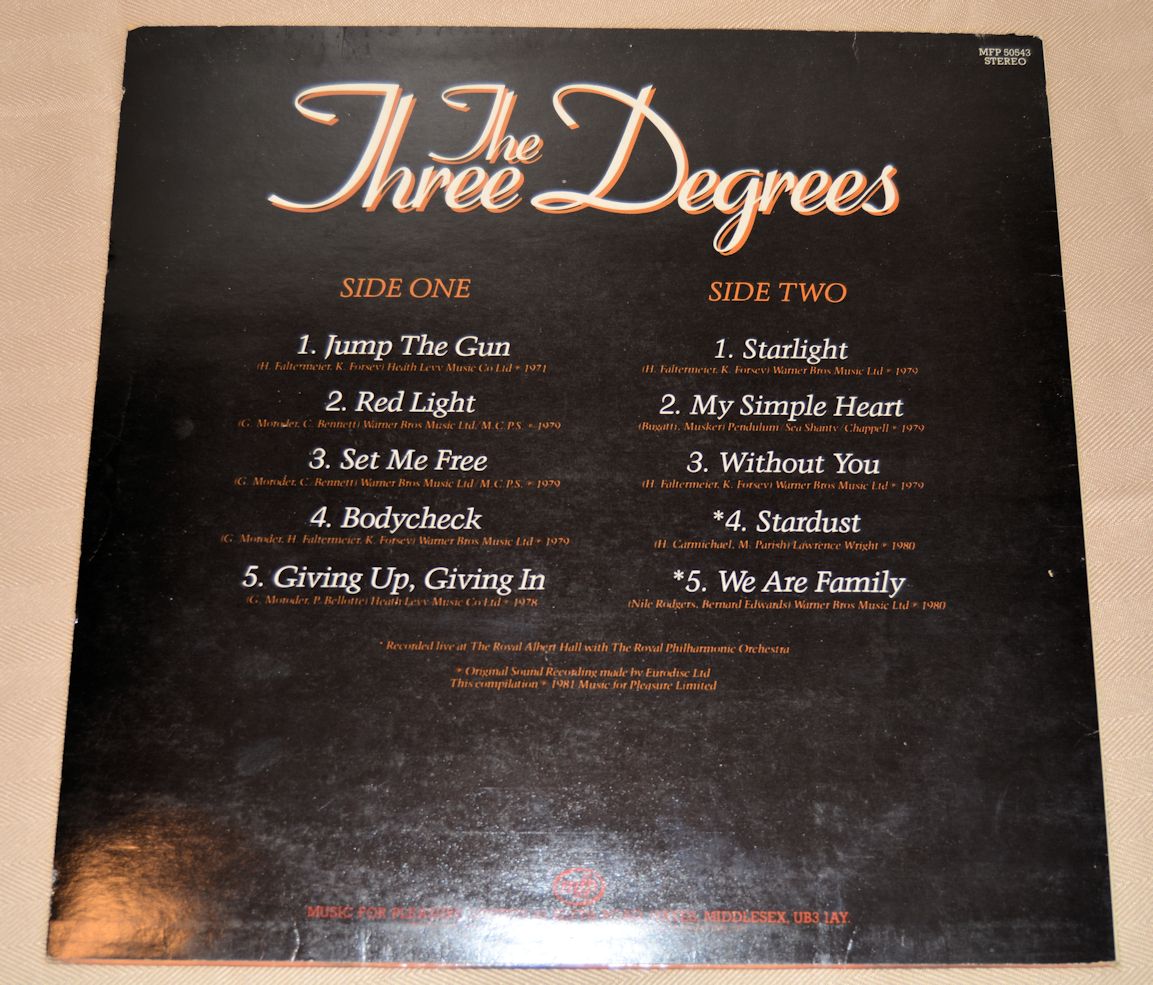 MFP 50543
STEREO
The
Three Degrees
SIDE ONE
1. Jump The Gun
(H. Faltermeier, K. Forsey) Heath Levy Music Co Ltd ℗ 1971
2. Red Light
(G. Moroder, C. Bennett) Warner Bros Music Ltd/M.C.P.S. ℗ 1979
3. Set Me Free
(G. Moroder, C. Bennett) Warner Bros Music Ltd/M.C.P.S. ℗ 1979
4. Bodycheck
(G. Moroder, H. Faltermeier, K. Forsey) Warner Bros Music Ltd ℗ 1979
5. Giving Up, Giving In
(G. Moroder, P. Bellotte) Heath Levy Music Co Ltd ℗ 1978
SIDE TWO
1. Starlight
(H. Faltermeier, K. Forsey) Warner Bros Music Ltd ℗ 1979
2. My Simple Heart
(Bugatti, Musker) Pendulum/Sea Shanty/Chappell ℗ 1979
3. Without You
(H. Faltermeier, K. Forsey) Warner Bros Music Ltd ℗ 1979
*4. Stardust
(H. Carmichael, M. Parish) Lawrence Wright ℗ 1980
*5. We Are Family
(Nile Rodgers, Bernard Edwards) Warner Bros Music Ltd ℗ 1980
* Recorded live at The Royal Albert Hall with The Royal Philharmonic Orchestra
℗ Original Sound Recording made by Eurodisc Ltd
This compilation ℗ 1981 Music for Pleasure Limited
mfp
MUSIC FOR PLEASURE MIDDLESEX, UB3 1AY.